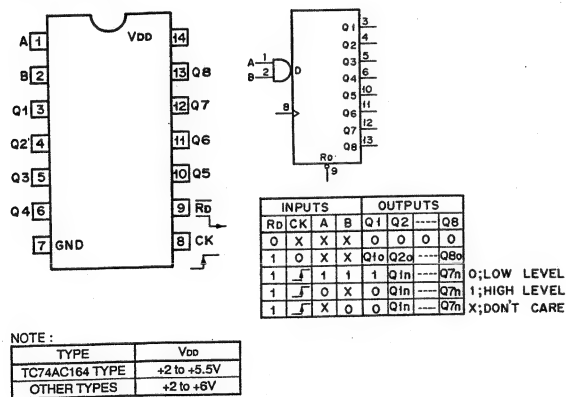 A 1 VDD 14
B 2 13 Q8
Q1 3 12 Q7
Q2 4 11 Q6
Q3 5 10 Q5
Q4 6 9 RD
7 GND 8 CK
A 1
B 2
D
8
RD
9
Q1 3
Q2 4
Q3 5
Q4 6
Q5 10
Q6 11
Q7 12
Q8 13
INPUTS OUTPUTS
RD CK A B Q1 Q2 ---- Q8
0 X X X 0 0 0 0
1 0 X X Q1o Q2o ---- Q8o
1 1 1 1 Q1n ---- Q7n 0;LOW LEVEL
1 0 X 0 Q1n ---- Q7n 1;HIGH LEVEL
1 X 0 0 Q1n ---- Q7n X;DON'T CARE
NOTE :
TYPE VDD
TC74AC164 TYPE +2 to +5.5V
OTHER TYPES +2 to +6V